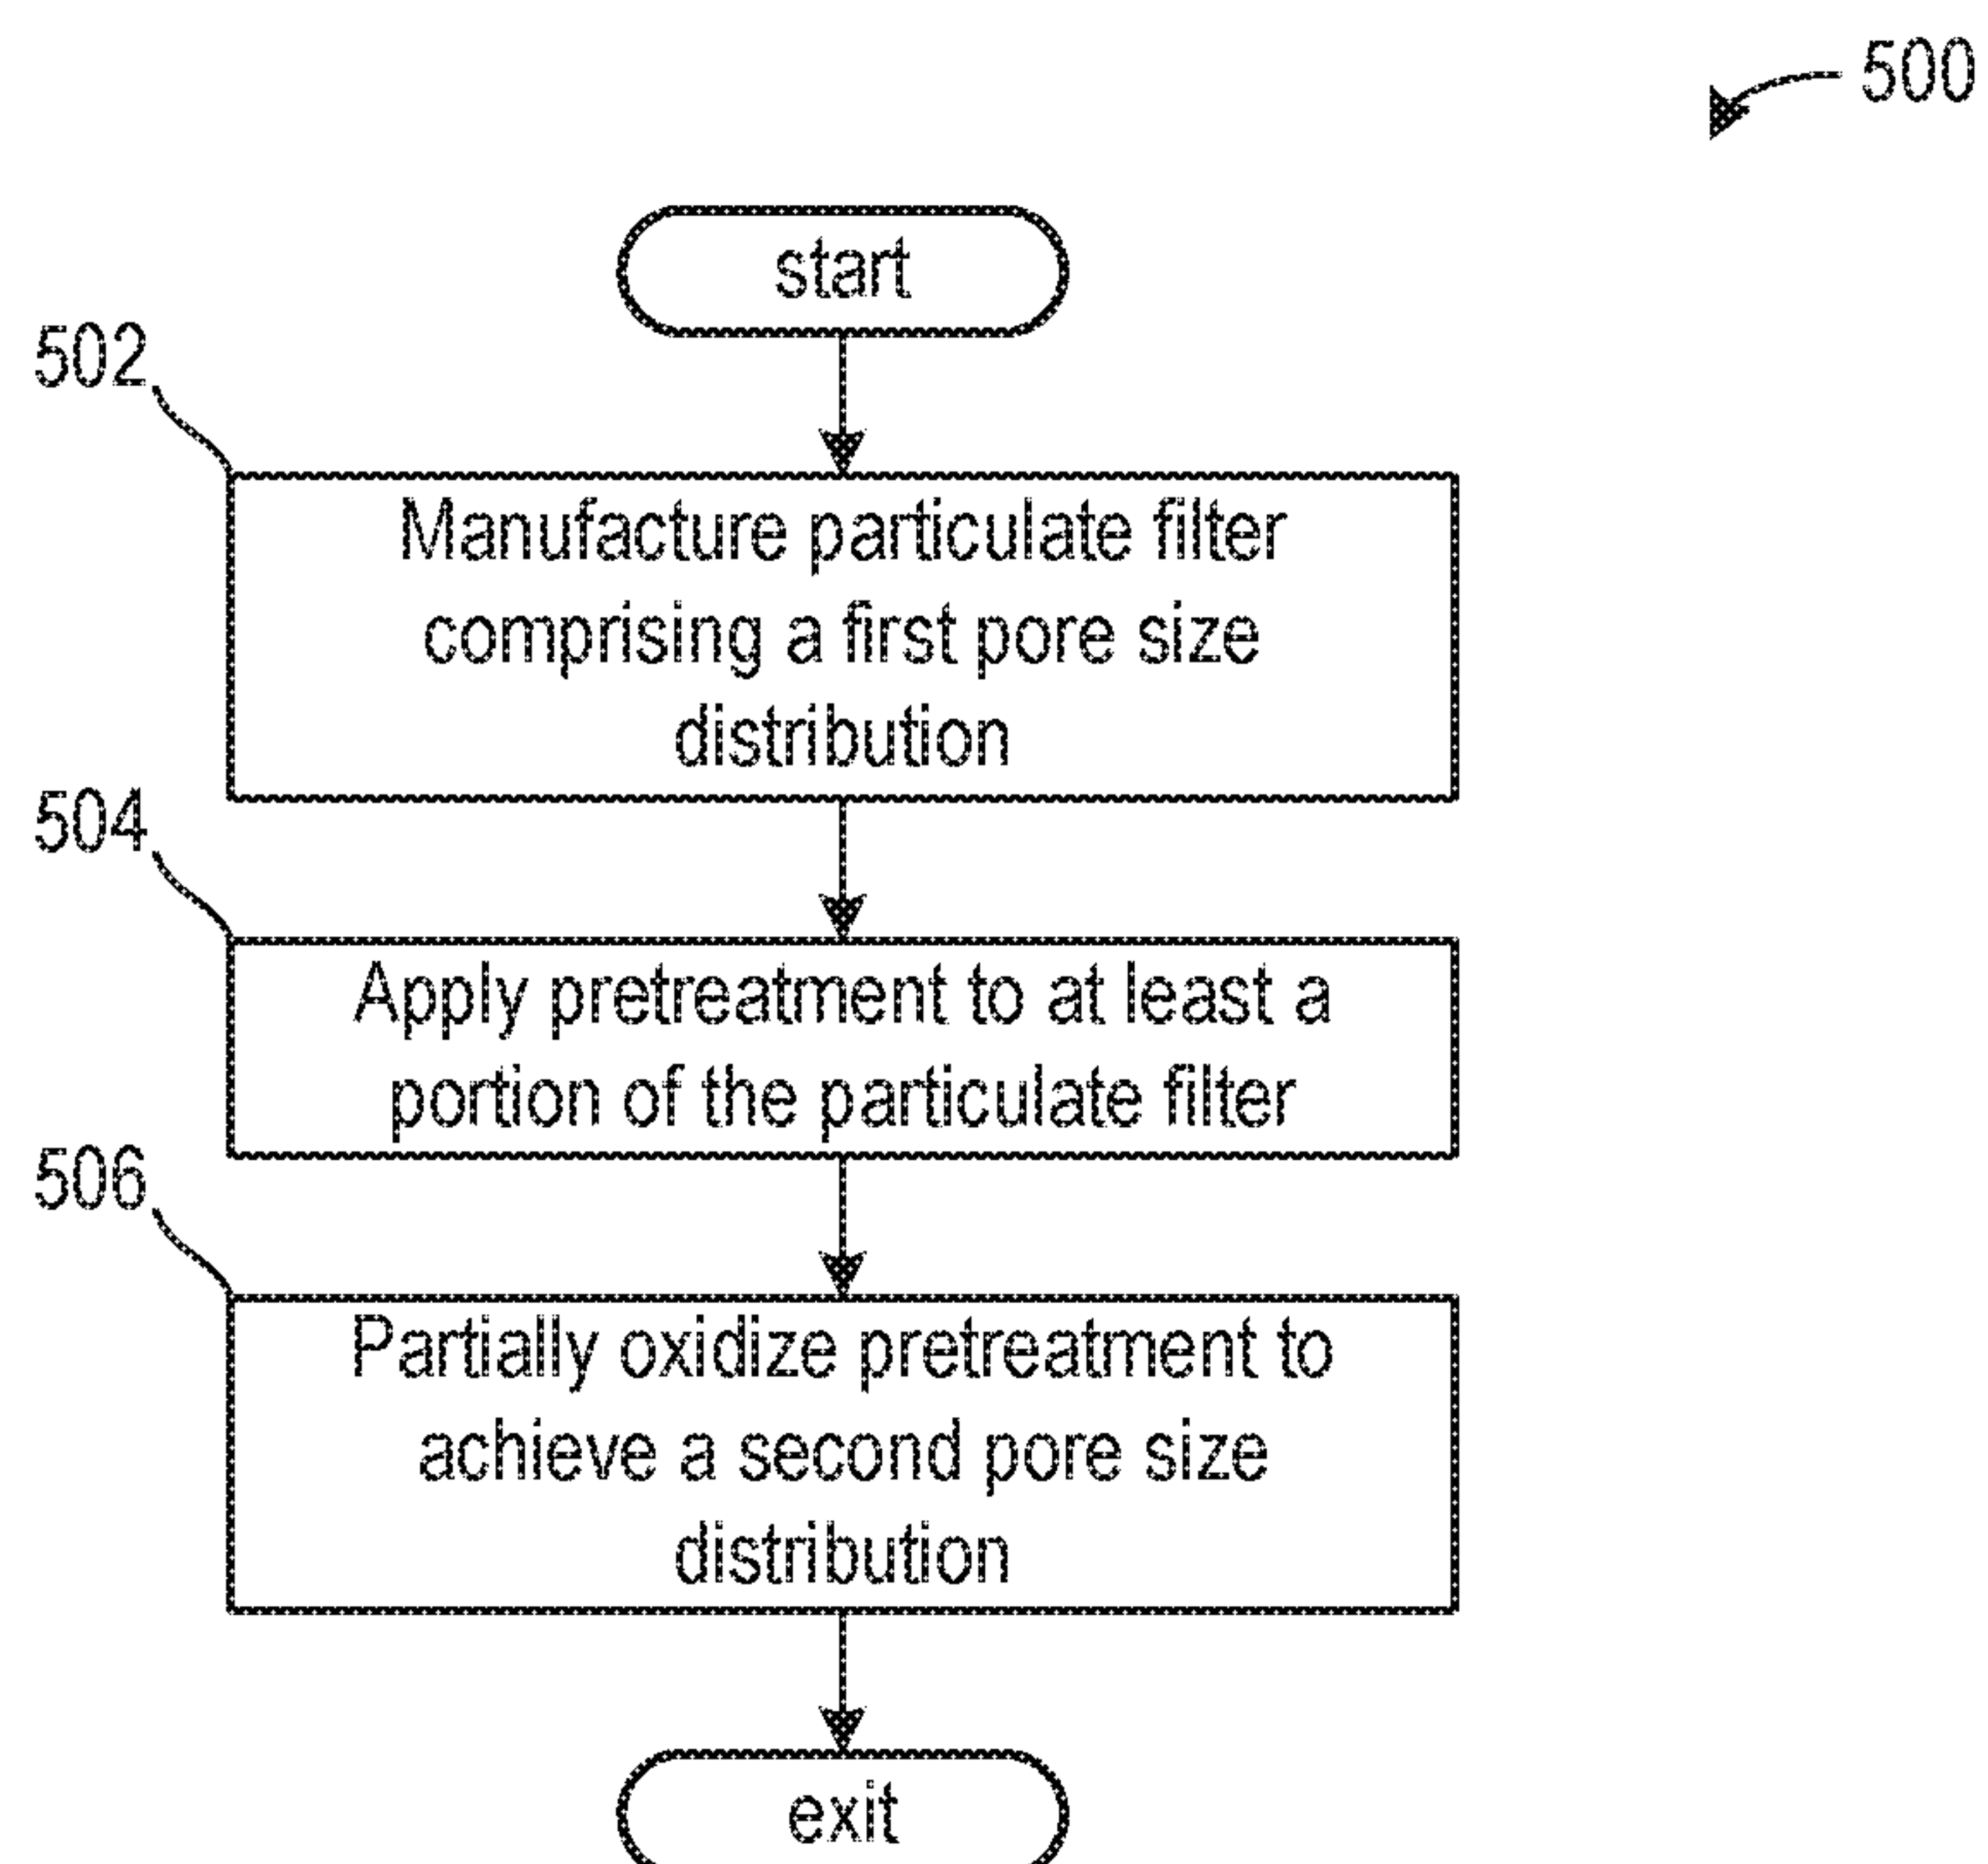 500
start
502
Manufacture particulate filter
comprising a first pore size
distribution
504
Apply pretreatment to at least a
portion of the particulate filter
506
Partially oxidize pretreatment to
achieve a second pore size
distribution
exit